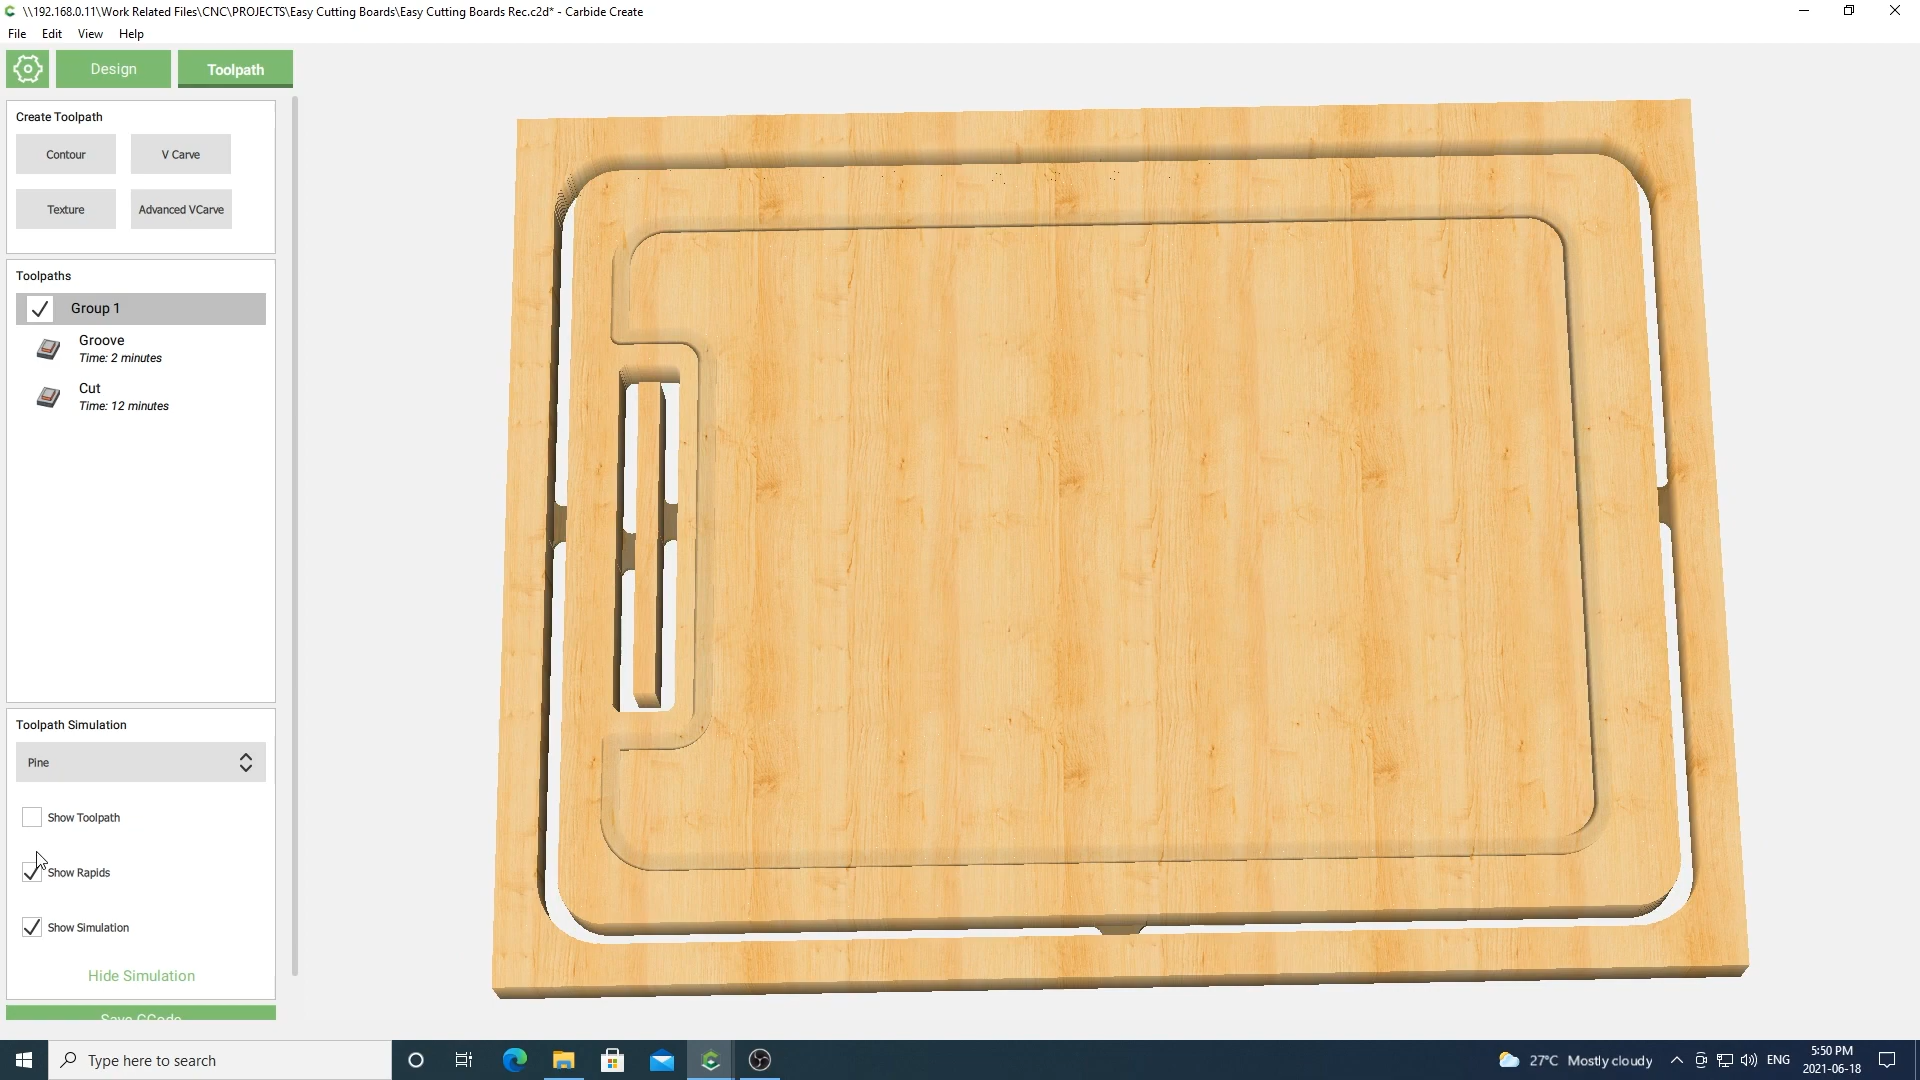 \\192.168.0.11\Work Related Files\CNC\PROJECTS\Easy Cutting Boards\Easy Cutting Boards Rec.c2d* - Carbide Create
File Edit View Help
Design Toolpath
Create Toolpath
Contour V Carve
Texture Advanced VCarve
Toolpaths
Group 1
Groove
Time: 2 minutes
Cut
Time: 12 minutes
Toolpath Simulation
Pine
Show Toolpath
Show Rapids
Show Simulation
Hide Simulation
Save GCode
Type here to search
27°C Mostly cloudy
ENG
5:50 PM
2021-06-18